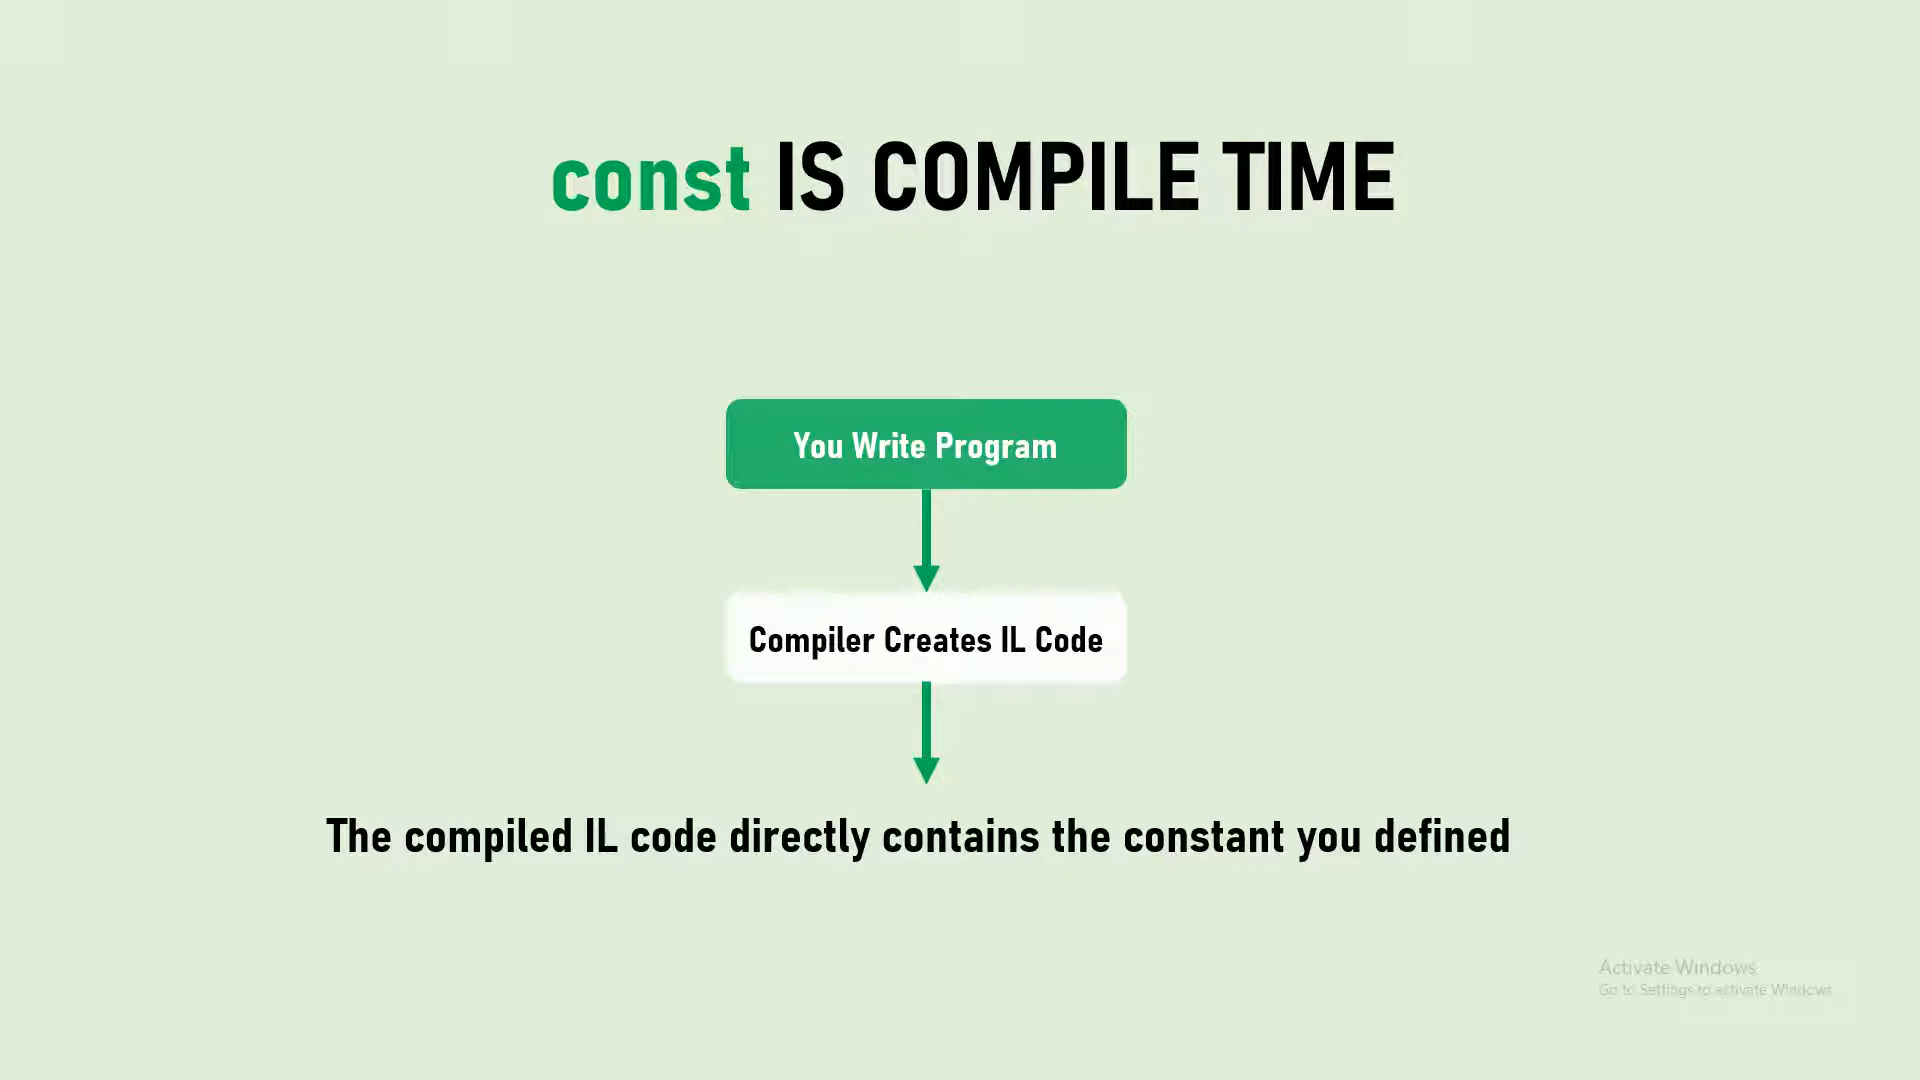 const IS COMPILE TIME
You Write Program
Compiler Creates IL Code
The compiled IL code directly contains the constant you defined
Activate Windows
Go to Settings to activate Windows.